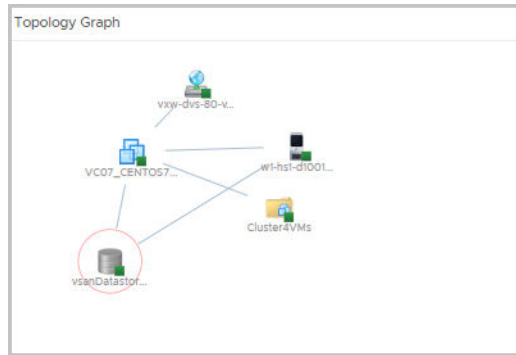 Topology Graph
vxw-dvs-80-v...
VC07_CENTOS7...
w1-hs1-d1001...
Cluster4VMs
vsanDatastor...